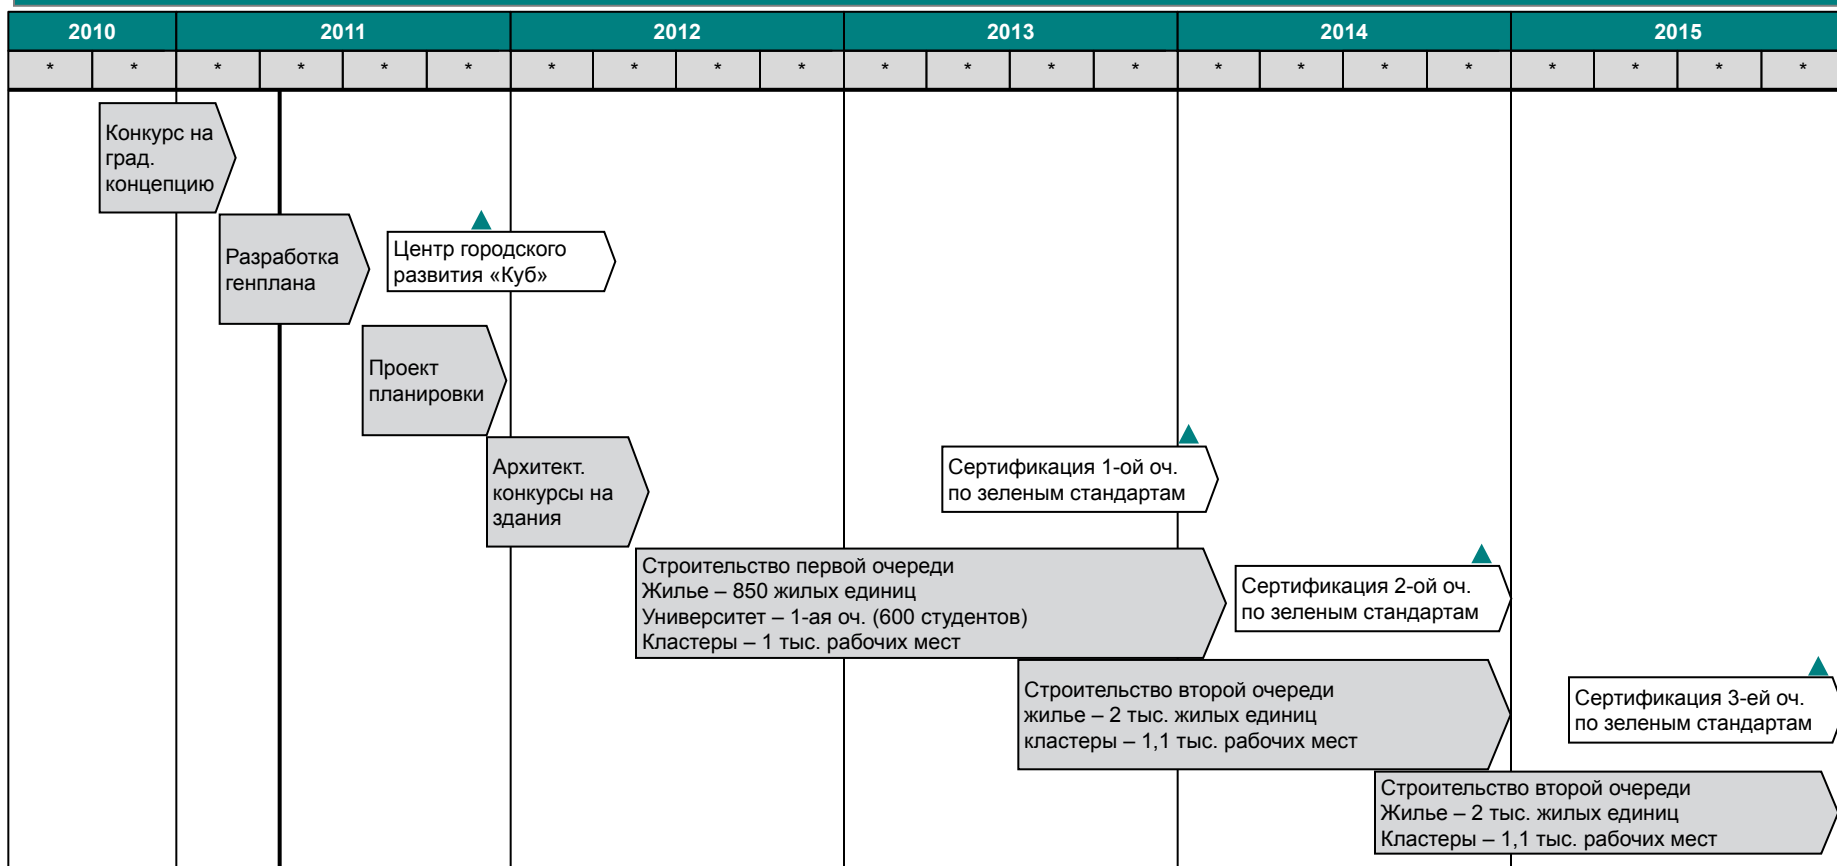 2010 2011 2012 2013 2014 2015
* * * * * * * * * * * * * * * * * * * * * *
Конкурс на
град.
концепцию
Разработка
генплана
Центр городского
развития «Куб»
Проект
планировки
Архитект.
конкурсы на
здания
Сертификация 1-ой оч.
по зеленым стандартам
Строительство первой очереди
Жилье – 850 жилых единиц
Университет – 1-ая оч. (600 студентов)
Кластеры – 1 тыс. рабочих мест
Сертификация 2-ой оч.
по зеленым стандартам
Строительство второй очереди
жилье – 2 тыс. жилых единиц
кластеры – 1,1 тыс. рабочих мест
Сертификация 3-ей оч.
по зеленым стандартам
Строительство второй очереди
Жилье – 2 тыс. жилых единиц
Кластеры – 1,1 тыс. рабочих мест